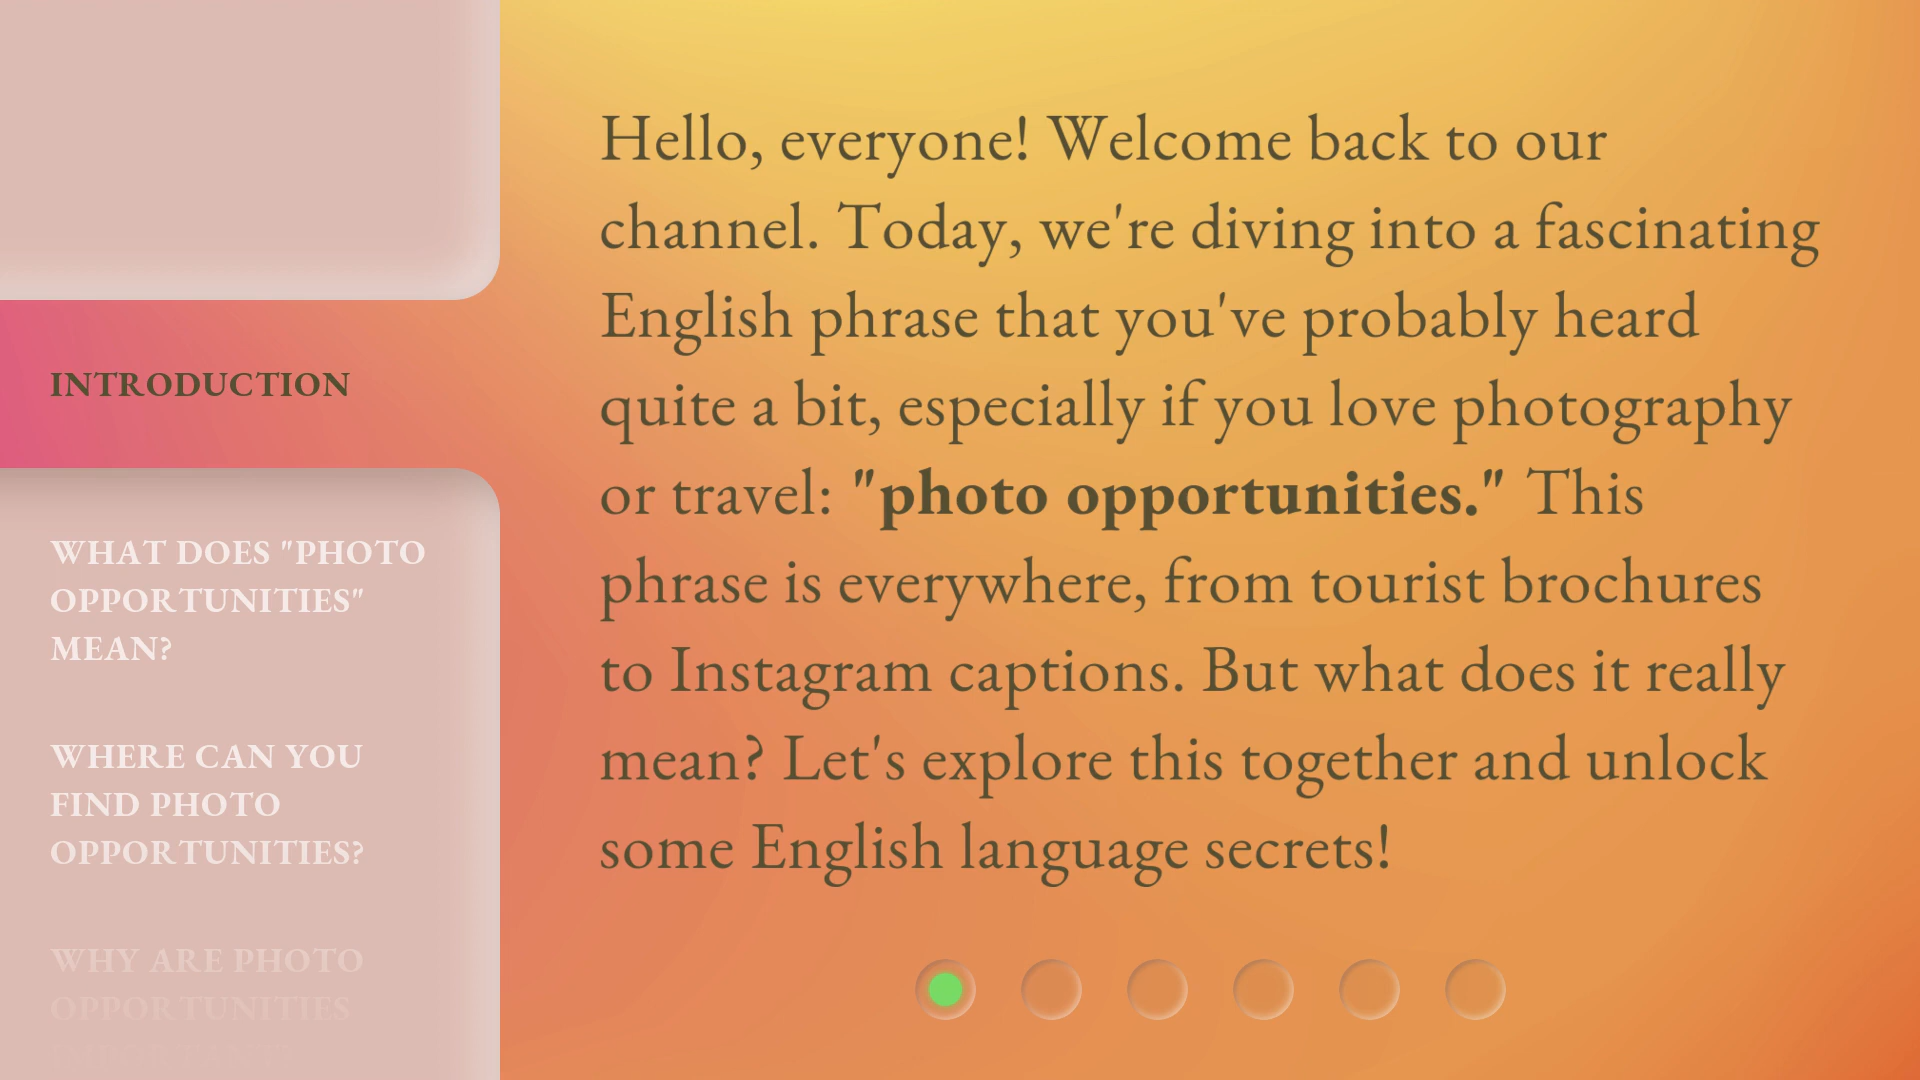 INTRODUCTION
WHAT DOES "PHOTO
OPPORTUNITIES"
MEAN?
WHERE CAN YOU
FIND PHOTO
OPPORTUNITIES?
WHY ARE PHOTO
OPPORTUNITIES
IMPORTANT?
Hello, everyone! Welcome back to our
channel. Today, we're diving into a fascinating
English phrase that you've probably heard
quite a bit, especially if you love photography
or travel: "photo opportunities." This
phrase is everywhere, from tourist brochures
to Instagram captions. But what does it really
mean? Let's explore this together and unlock
some English language secrets!